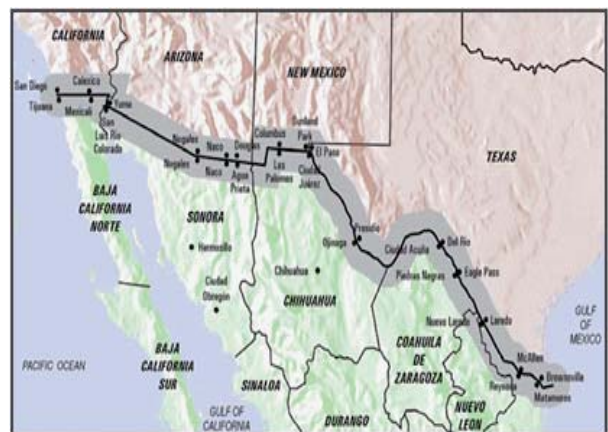 CALIFORNIA
ARIZONA
NEW MEXICO
TEXAS
San Diego
Calexico
Tijuana
Mexicali
Yuma
San
Luis Rio
Colorado
Nogales
Naco
Douglas
Nogales
Naco
Agua
Prieta
Columbus
Las
Palomas
Sunland
Park
El Paso
Ciudad
Juárez
BAJA
CALIFORNIA
NORTE
SONORA
Hermosillo
Ciudad
Obregon
Chihuahua
CHIHUAHUA
Presidio
Ojinaga
Ciudad Acuña
Del Rio
Piedras Negras
Eagle Pass
Nuevo Laredo
Laredo
COAHUILA
DE
ZARAGOZA
McAllen
Reynosa
Brownsville
Matamoros
GULF
OF
MEXICO
PACIFIC OCEAN
BAJA
CALIFORNIA
SUR
GULF OF
CALIFORNIA
SINALOA
DURANGO
NUEVO
LEON